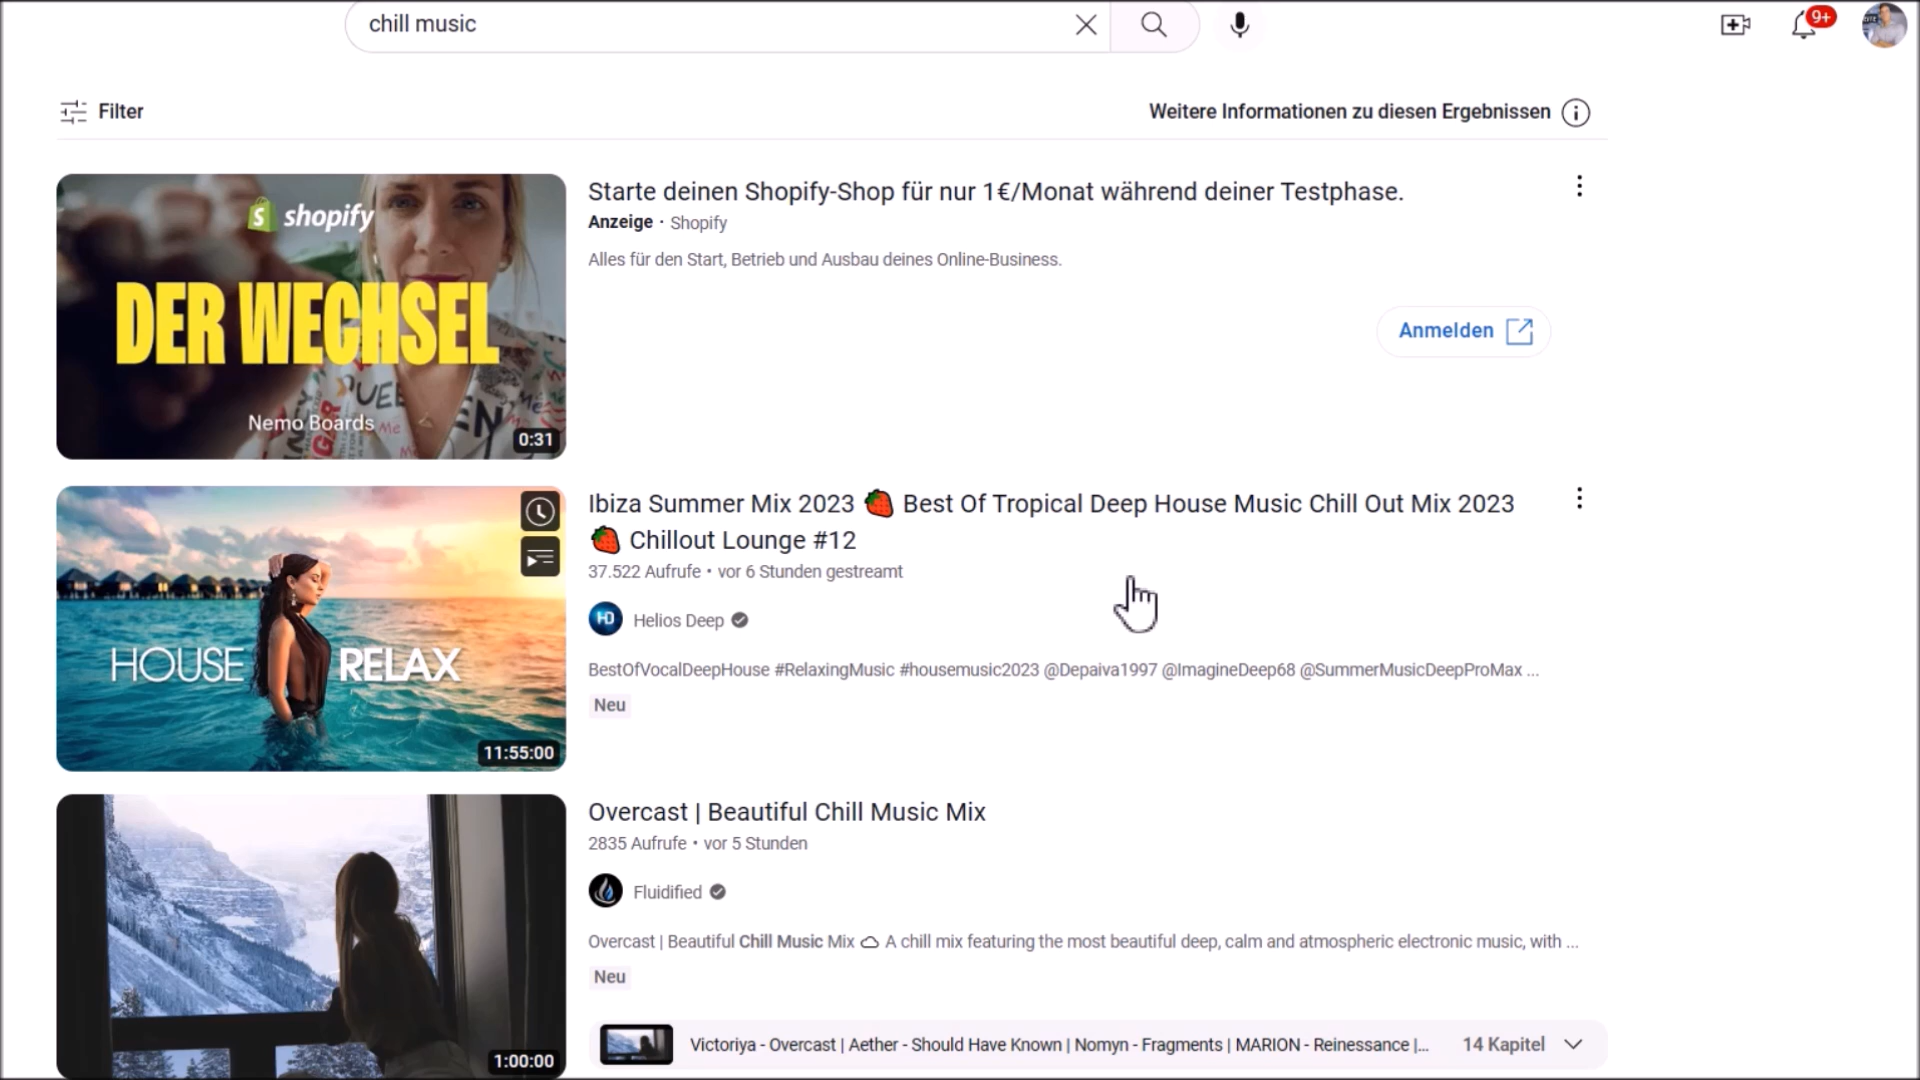 chill music
9+
Filter
Weitere Informationen zu diesen Ergebnissen
shopify
DER WECHSEL
Nemo Boards
0:31
Starte deinen Shopify-Shop für nur 1€/Monat während deiner Testphase.
Anzeige · Shopify
Alles für den Start, Betrieb und Ausbau deines Online-Business.
Anmelden
HOUSE RELAX
11:55:00
Ibiza Summer Mix 2023 🍓 Best Of Tropical Deep House Music Chill Out Mix 2023
🍓 Chillout Lounge #12
37.522 Aufrufe • vor 6 Stunden gestreamt
HD
Helios Deep
BestOfVocalDeepHouse #RelaxingMusic #housemusic2023 @Depaiva1997 @ImagineDeep68 @SummerMusicDeepProMax ...
Neu
1:00:00
Overcast | Beautiful Chill Music Mix
2835 Aufrufe • vor 5 Stunden
Fluidified
Overcast | Beautiful Chill Music Mix ☁ A chill mix featuring the most beautiful deep, calm and atmospheric electronic music, with ...
Neu
Victoriya - Overcast | Aether - Should Have Known | Nomyn - Fragments | MARION - Reinessance |...
14 Kapitel